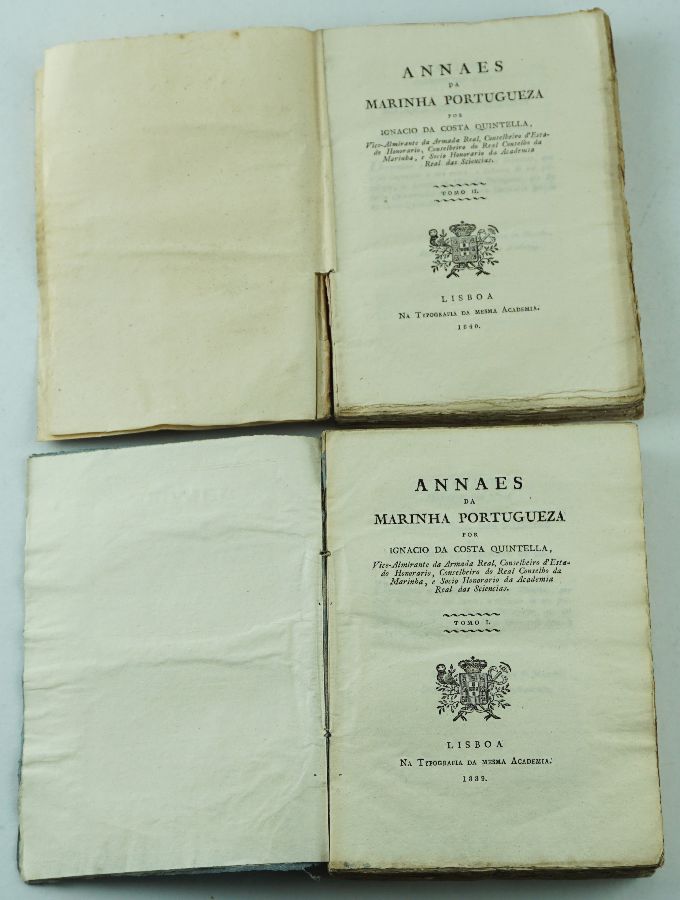 ANNAES
DA
MARINHA PORTUGUEZA
POR
IGNACIO DA COSTA QUINTELLA,
Vice-Almirante da Armada Real, Conselheiro d'Esta-
do Honorario, Conselheiro do Real Conselho da
Marinha, e Socio Honorario da Academia
Real das Sciencias.
TOMO II.
LISBOA
NA TYPOGRAFIA DA MESMA ACADEMIA.
1840.
ANNAES
DA
MARINHA PORTUGUEZA
POR
IGNACIO DA COSTA QUINTELLA,
Vice-Almirante da Armada Real, Conselheiro d'Esta-
do Honorario, Conselheiro do Real Conselho da
Marinha, e Socio Honorario da Academia
Real das Sciencias.
TOMO I.
LISBOA
NA TYPOGRAFIA DA MESMA ACADEMIA.
1839.